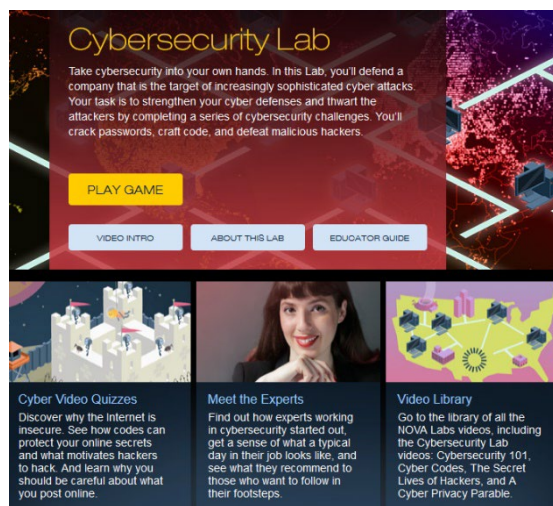 Cybersecurity Lab
Take cybersecurity into your own hands. In this Lab, you'll defend a
company that is the target of increasingly sophisticated cyber attacks.
Your task is to strengthen your cyber defenses and thwart the
attackers by completing a series of cybersecurity challenges. You'll
crack passwords, craft code, and defeat malicious hackers.
PLAY GAME
VIDEO INTRO
ABOUT THIS LAB
EDUCATOR GUIDE
Cyber Video Quizzes
Discover why the Internet is
insecure. See how codes can
protect your online secrets
and what motivates hackers
to hack. And learn why you
should be careful about what
you post online.
Meet the Experts
Find out how experts working
in cybersecurity started out,
get a sense of what a typical
day in their job looks like, and
see what they recommend to
those who want to follow in
their footsteps.
Video Library
Go to the library of all the
NOVA Labs videos, including
the Cybersecurity Lab
videos: Cybersecurity 101,
Cyber Codes, The Secret
Lives of Hackers, and A
Cyber Privacy Parable.